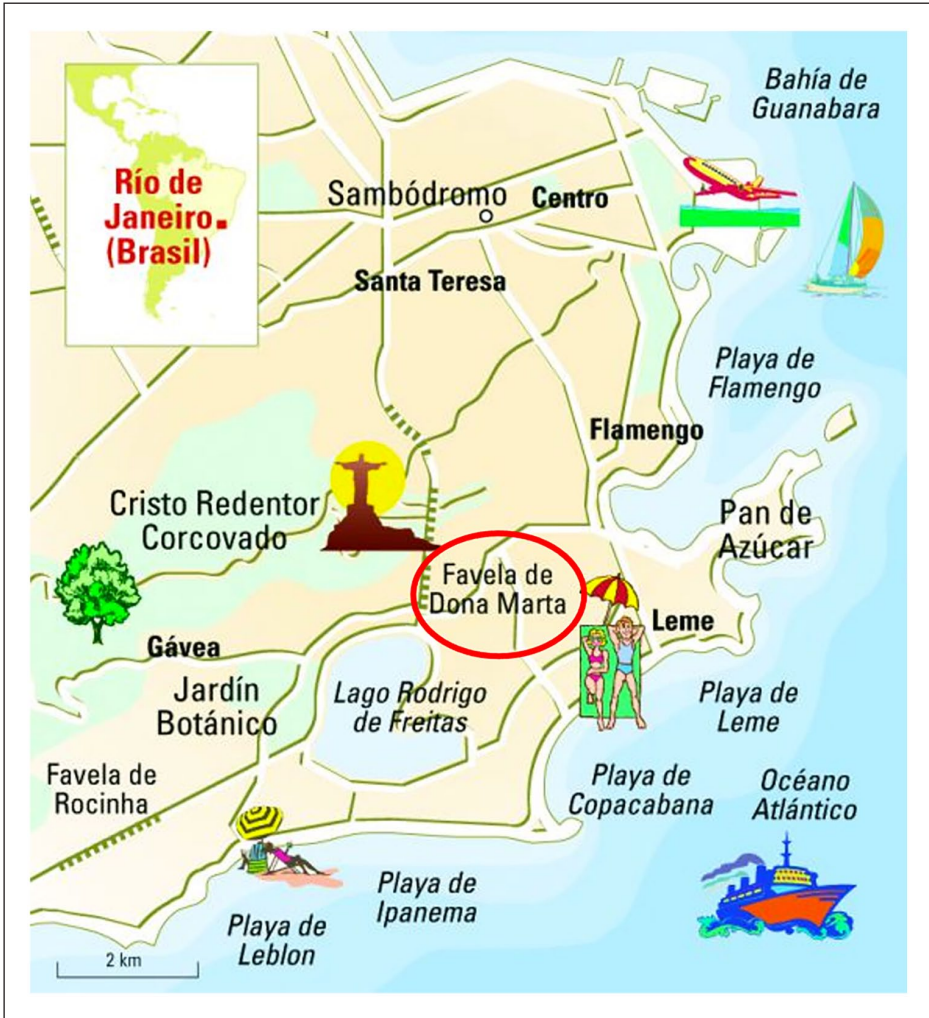 Bahía de
Guanabara
Río de
Janeiro
(Brasil)
Sambódromo
Centro
Santa Teresa
Playa de
Flamengo
Flamengo
Cristo Redentor
Corcovado
Pan de
Azúcar
Favela de
Dona Marta
Leme
Gávea
Jardín
Botánico
Lago Rodrigo
de Freitas
Playa de
Leme
Favela de
Rocinha
Playa de
Copacabana
Océano
Atlántico
Playa de
Ipanema
Playa de
Leblon
2 km